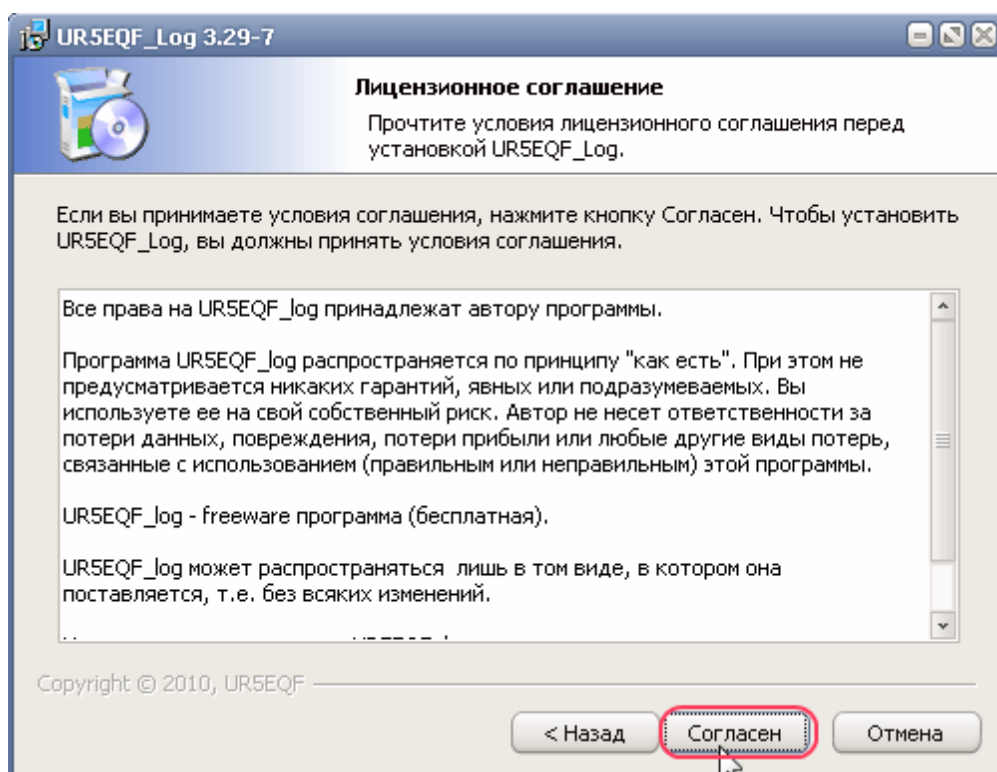 UR5EQF_Log 3.29-7
Лицензионное соглашение
Прочтите условия лицензионного соглашения перед
установкой UR5EQF_Log.
Если вы принимаете условия соглашения, нажмите кнопку Согласен. Чтобы установить
UR5EQF_Log, вы должны принять условия соглашения.
Все права на UR5EQF_log принадлежат автору программы.
Программа UR5EQF_log распространяется по принципу "как есть". При этом не
предусматривается никаких гарантий, явных или подразумеваемых. Вы
используете ее на свой собственный риск. Автор не несет ответственности за
потери данных, повреждения, потери прибыли или любые другие виды потерь,
связанные с использованием (правильным или неправильным) этой программы.
UR5EQF_log - freeware программа (бесплатная).
UR5EQF_log может распространяться  лишь в том виде, в котором она
поставляется, т.е. без всяких изменений.
Copyright © 2010, UR5EQF
< Назад
Согласен
Отмена